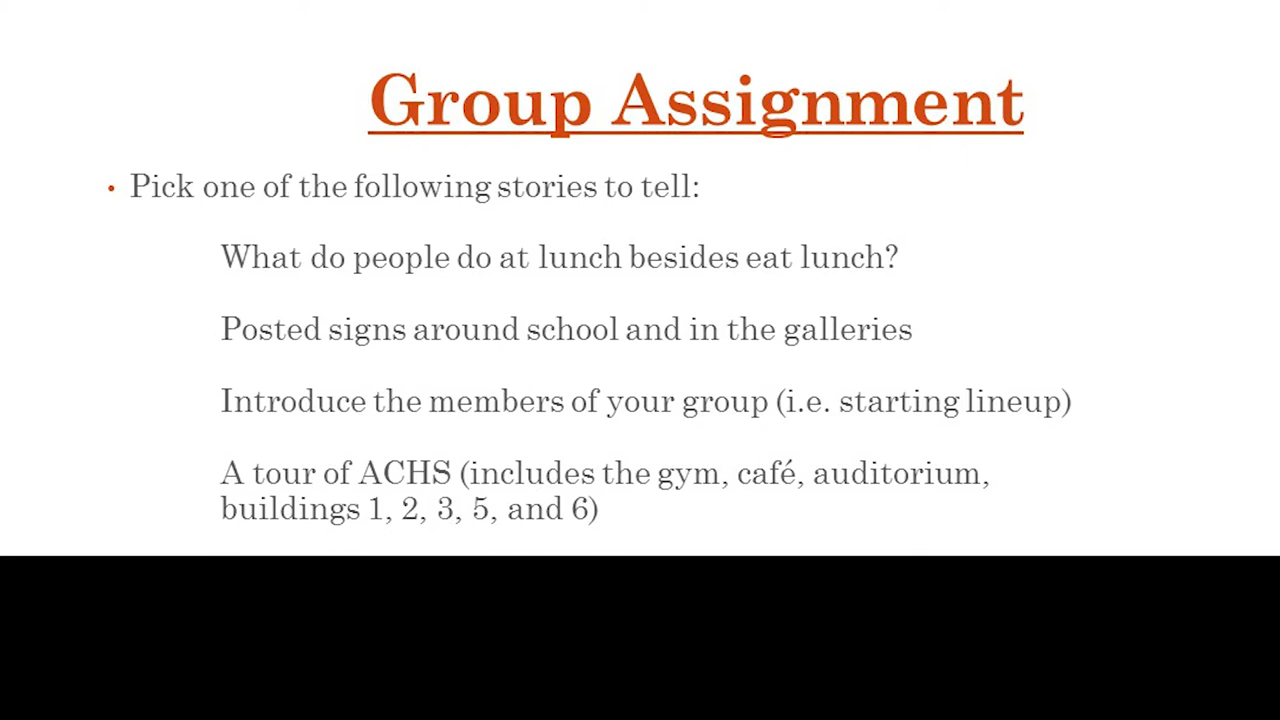 Group Assignment
• Pick one of the following stories to tell:
What do people do at lunch besides eat lunch?
Posted signs around school and in the galleries
Introduce the members of your group (i.e. starting lineup)
A tour of ACHS (includes the gym, café, auditorium,
buildings 1, 2, 3, 5, and 6)